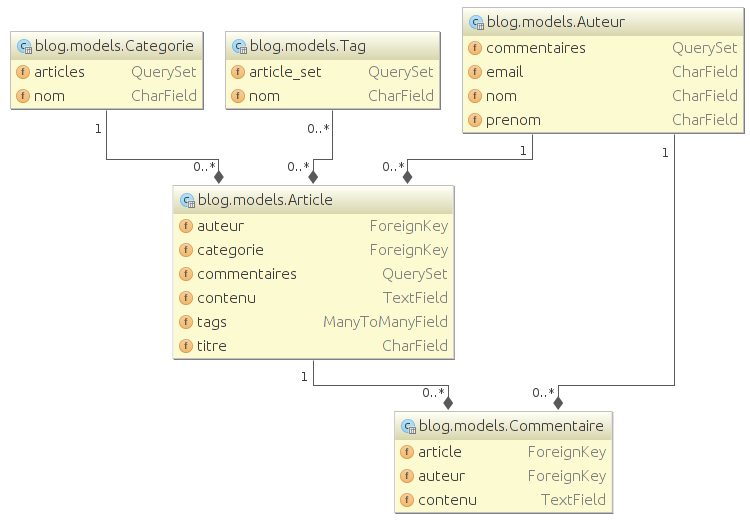 blog.models.Categorie
articles QuerySet
nom CharField
blog.models.Tag
article_set QuerySet
nom CharField
blog.models.Auteur
commentaires QuerySet
email CharField
nom CharField
prenom CharField
1
0..*
1
1
0..*
0..*
0..*
blog.models.Article
auteur ForeignKey
categorie ForeignKey
commentaires QuerySet
contenu TextField
tags ManyToManyField
titre CharField
1
0..*
0..*
blog.models.Commentaire
article ForeignKey
auteur ForeignKey
contenu TextField